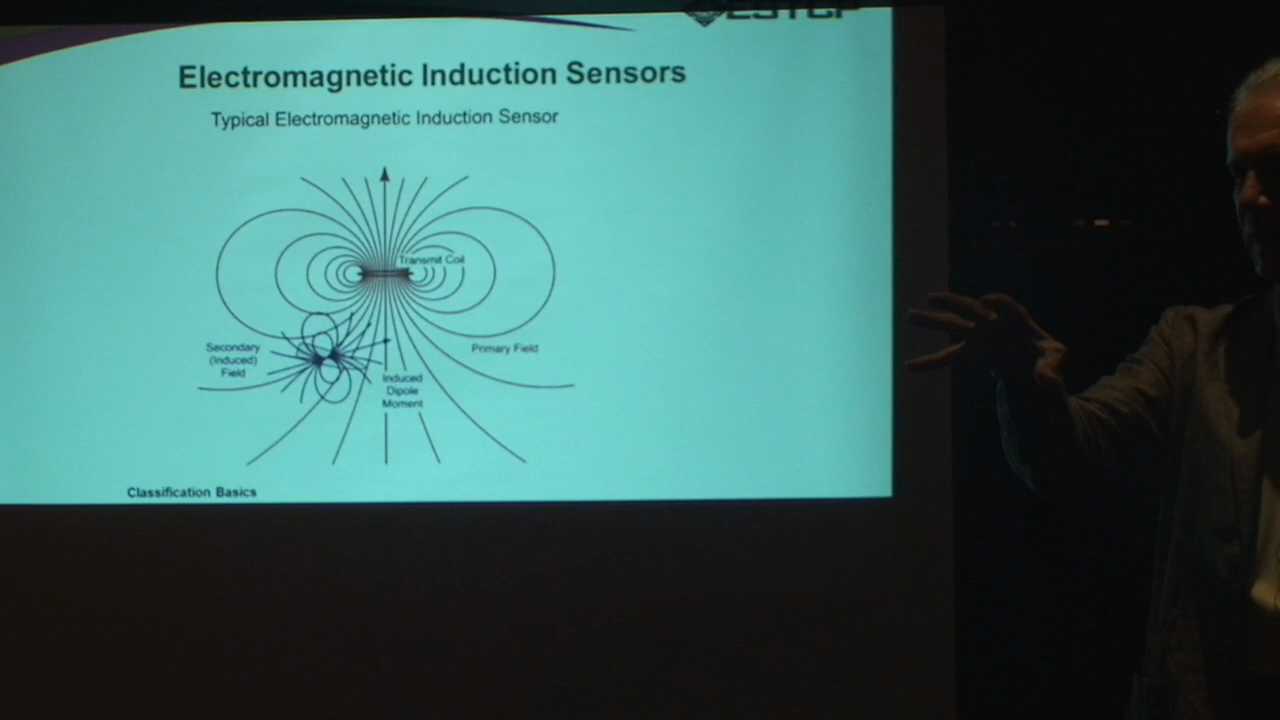 ESTCP
Electromagnetic Induction Sensors
Typical Electromagnetic Induction Sensor
Transmit Coil
Secondary
(Induced)
Field
Primary Field
Induced
Dipole
Moment
Classification Basics